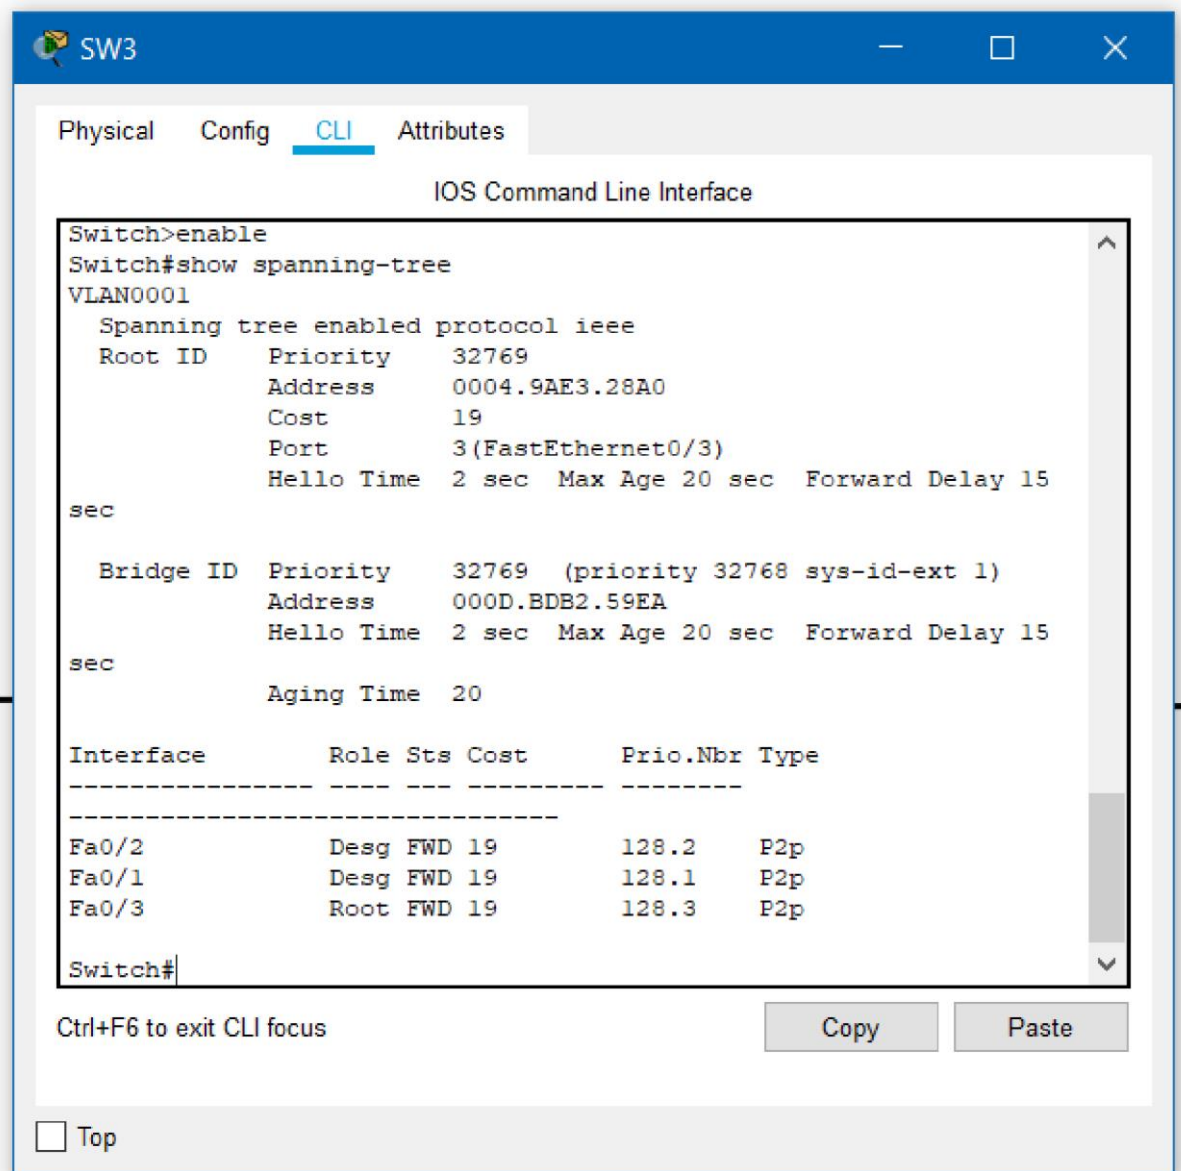 SW3
Physical Config CLI Attributes
IOS Command Line Interface
Switch>enable
Switch#show spanning-tree
VLAN0001
  Spanning tree enabled protocol ieee
  Root ID    Priority    32769
             Address     0004.9AE3.28A0
             Cost        19
             Port        3(FastEthernet0/3)
             Hello Time  2 sec  Max Age 20 sec  Forward Delay 15
sec
  Bridge ID  Priority    32769  (priority 32768 sys-id-ext 1)
             Address     000D.BDB2.59EA
             Hello Time  2 sec  Max Age 20 sec  Forward Delay 15
sec
             Aging Time  20
Interface        Role Sts Cost      Prio.Nbr Type
---------------- ---- --- --------- --------
--------------------------------
Fa0/2            Desg FWD 19        128.2    P2p
Fa0/1            Desg FWD 19        128.1    P2p
Fa0/3            Root FWD 19        128.3    P2p
Switch#
Ctrl+F6 to exit CLI focus Copy Paste
Top